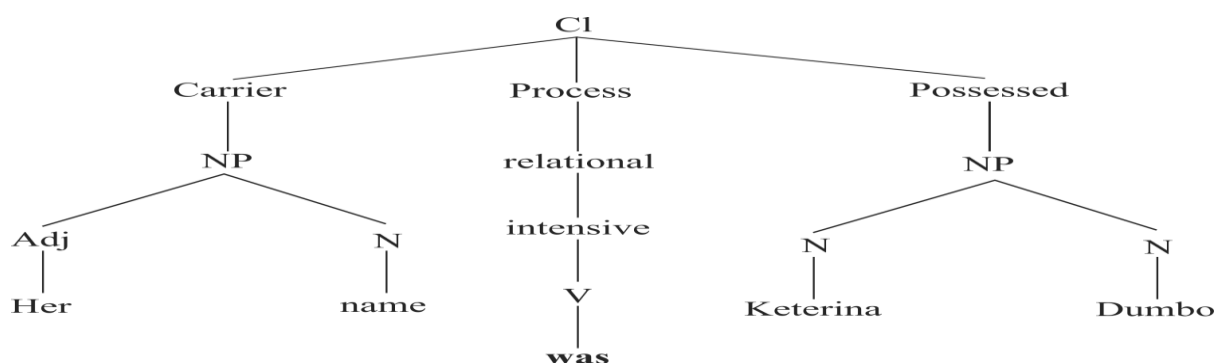 Cl
Carrier Process Possessed
NP relational NP
Adj N intensive N N
Her name V Keterina Dumbo
was